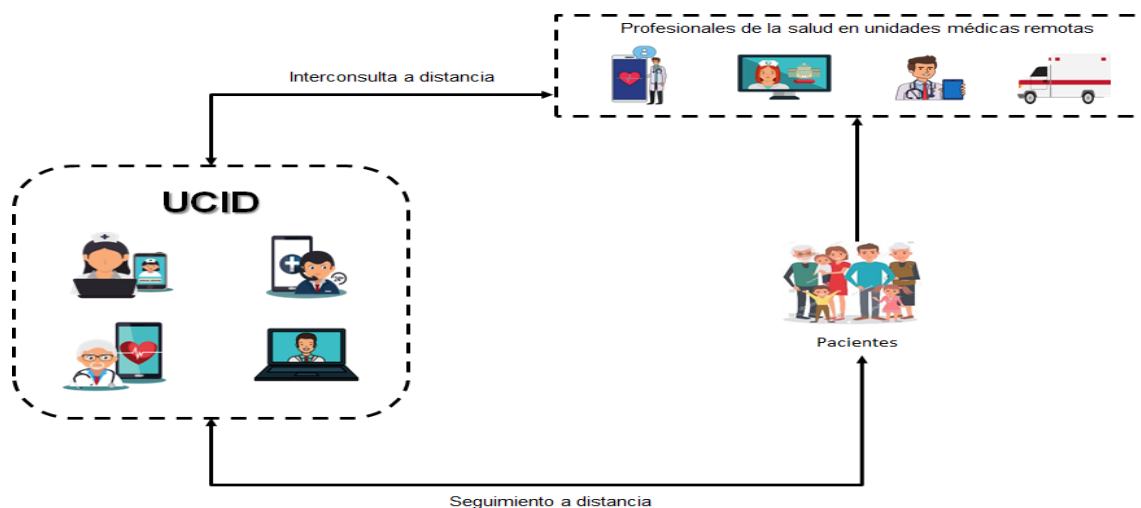 Profesionales de la salud en unidades médicas remotas
Interconsulta a distancia
UCID
Pacientes
Seguimiento a distancia